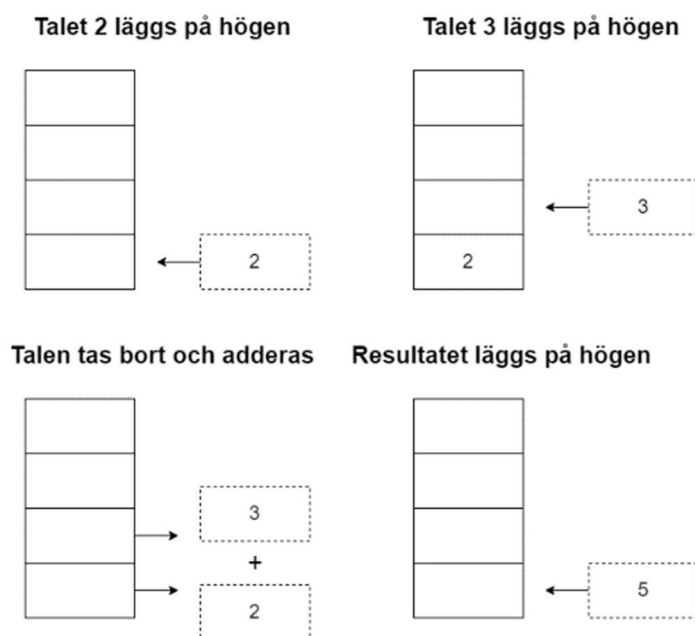 Talet 2 läggs på högen
Talet 3 läggs på högen
2
2
3
Talen tas bort och adderas
Resultatet läggs på högen
3
+
2
5